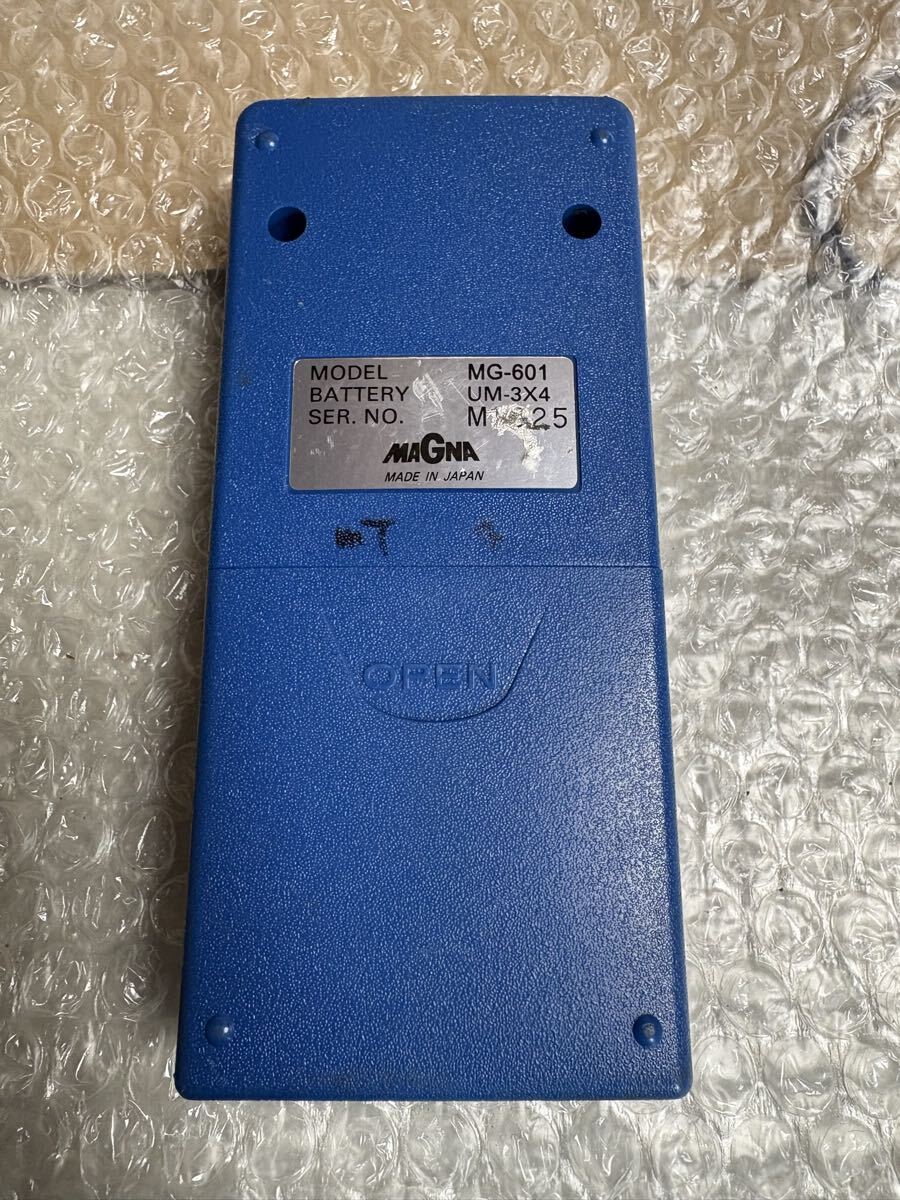 MODEL MG-601
BATTERY UM-3X4
SER. NO.
MAGNA
MADE IN JAPAN
OPEN